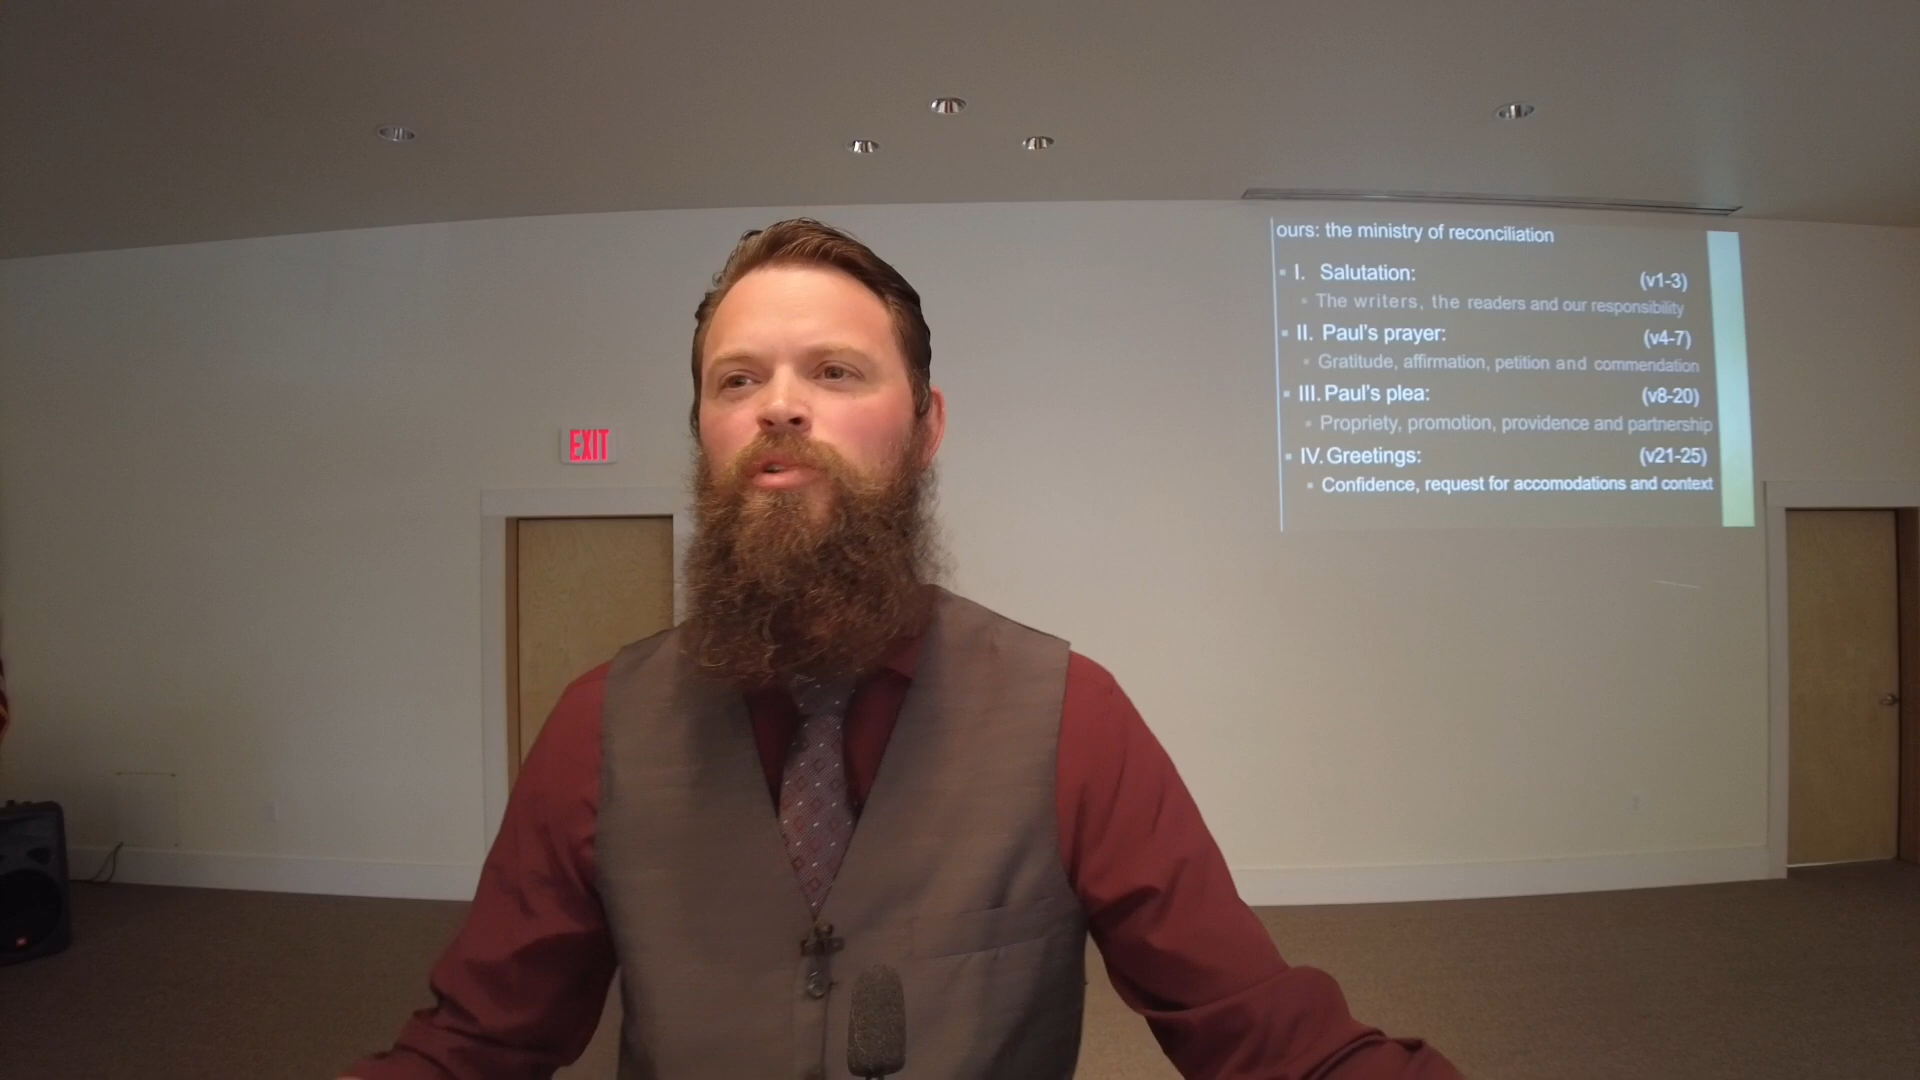 EXIT
ours: the ministry of reconciliation
I. Salutation: (v1-3)
The writers, the readers and our responsibility
II. Paul's prayer: (v4-7)
Gratitude, affirmation, petition and commendation
III. Paul's plea: (v8-20)
Propriety, promotion, providence and partnership
IV. Greetings: (v21-25)
Confidence, request for accomodations and context